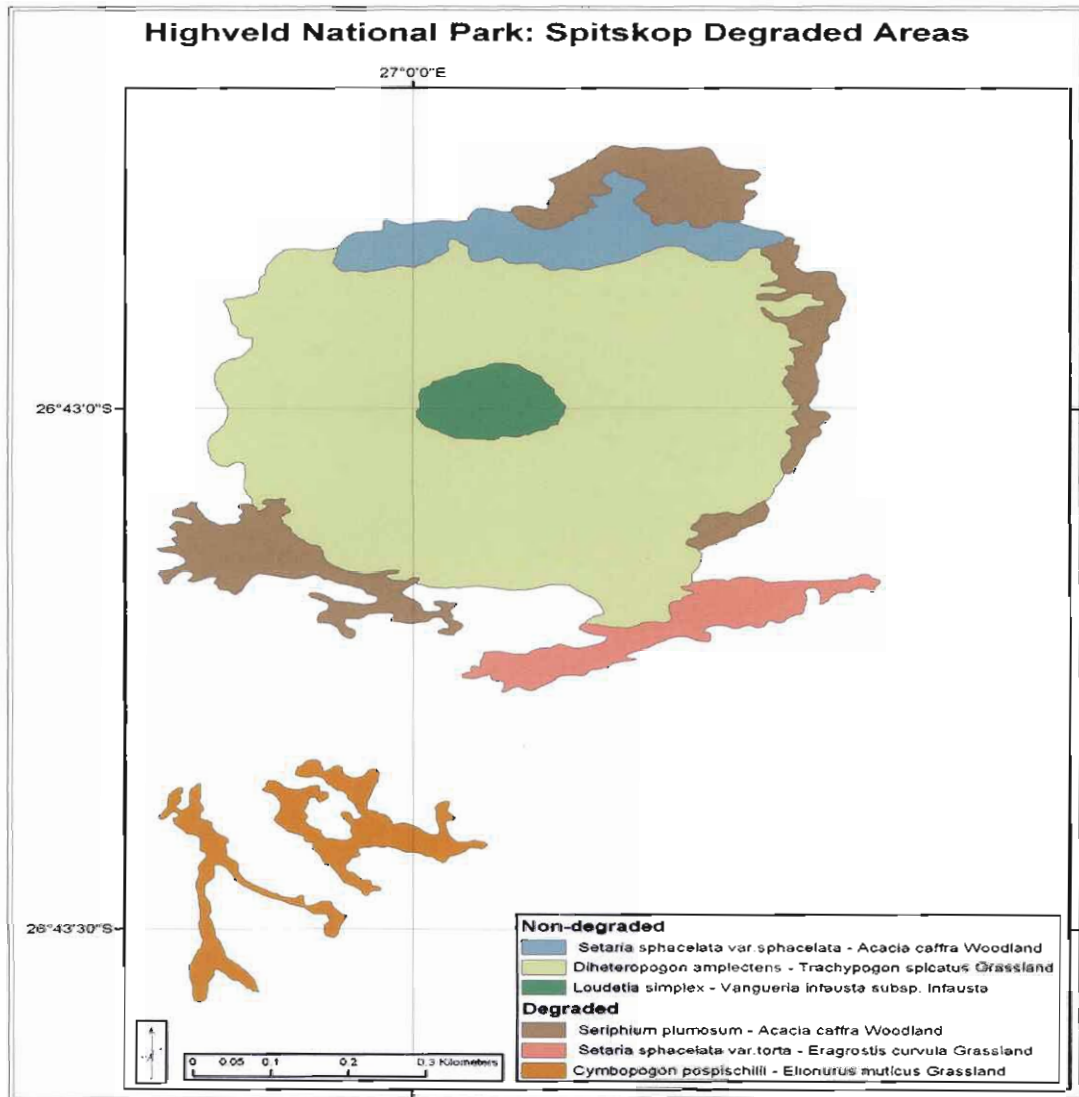 Highveld National Park: Spitskop Degraded Areas
27°0'0"E
26°43'0"S
26°43'30"S
Non-degraded
Setaria sphacelata var.sphacelata - Acacia caffra Woodland
Diheteropogon amplectens - Trachypogon spicatus Grassland
Loudetia simplex - Vangueria infausta subsp. Infausta
Degraded
Seriphium plumosum - Acacia caffra Woodland
Setaria sphacelata var.torta - Eragrostis curvula Grassland
Cymbopogon pospischilii - Elionurus muticus Grassland
0 0.05 0.1 0.2 0.3 Kilometers